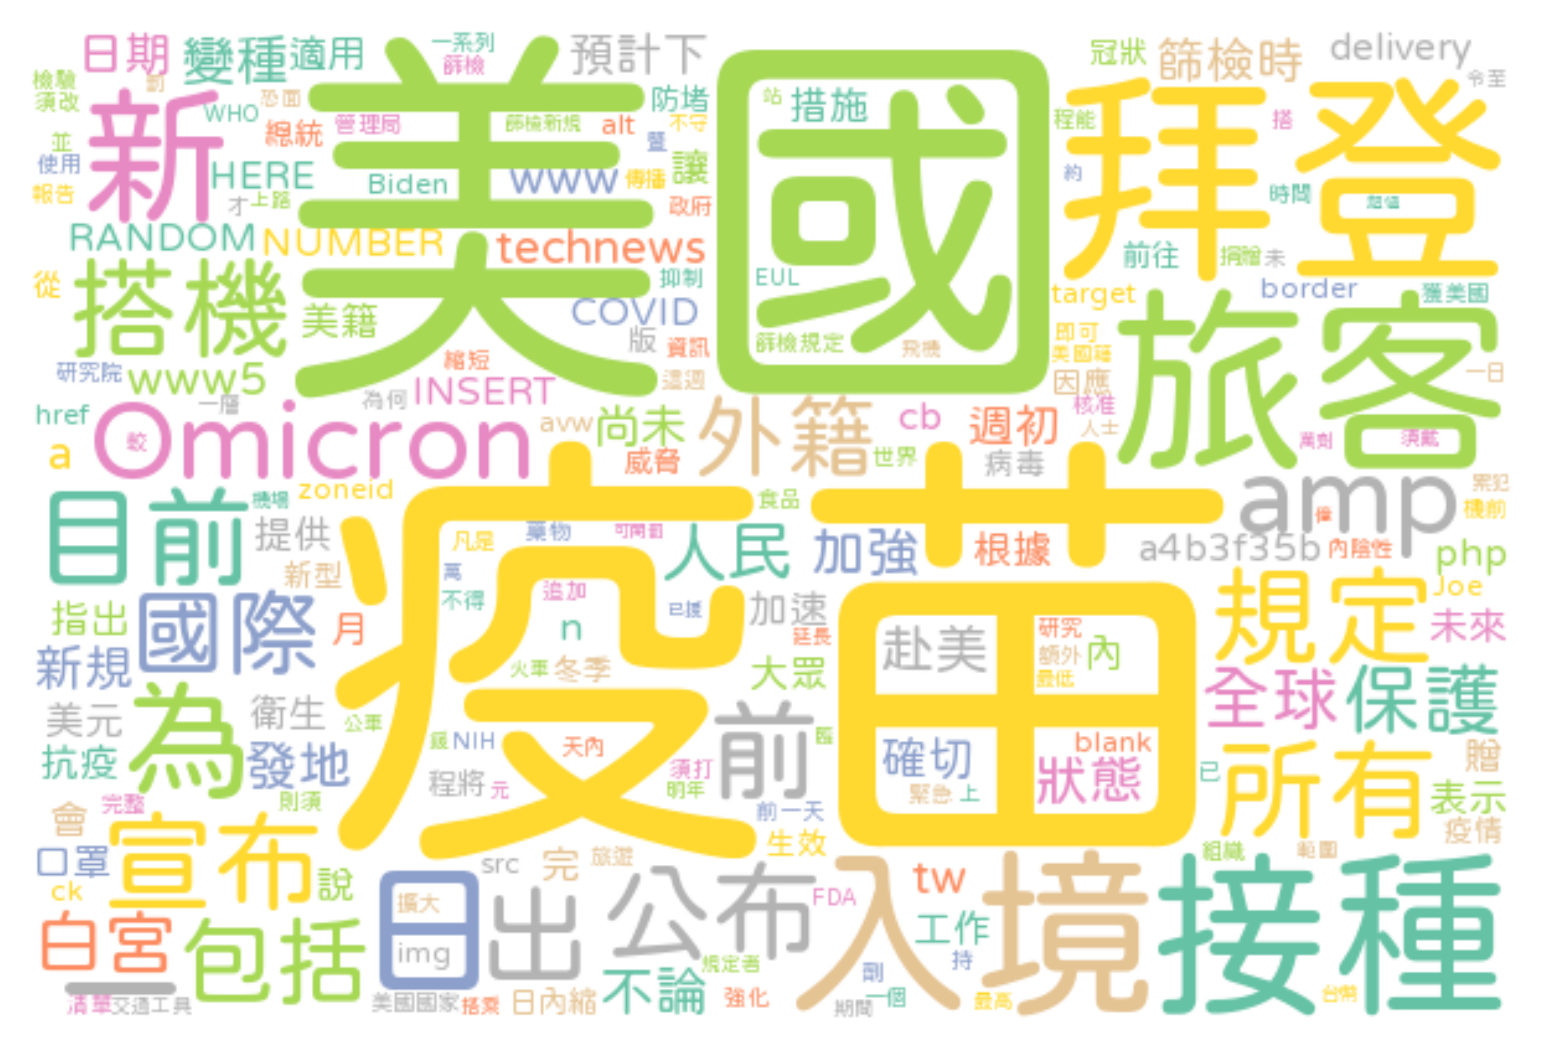 日期
變種
適用
一系列
篩檢
美國
預計下
冠狀
篩檢時
delivery
令至
檢驗
須改
劃
新
WHO
恐面
總統
管理局
篩檢新規
alt
防堵
不守
站
措施
程能
搭
拜登
並
使用
報告
HERE
才
上路
Biden
www
傳播
暨
讓
政府
約
時間
RANDOM
NUMBER
technews
抑制
EUL
前往
捐贈
未
從
搭機
美籍
COVID
版
資訊
篩檢規定
飛機
target
border
獲美國
旅客
即可
美國籍
因應
研究院
www5
縮短
這週
INSERT
為何
一層
href
Omicron
較
avw
尚未
威脅
外籍
世界
cb
週初
病毒
核准
人士
萬劑
須戴
一日
a
目前
機場
zoneid
提供
新型
疫苗
食品
amp
機前
凡是
藥物
可開罰
人民
加強
根據
a4b3f35b
內陰性
php
Joe
指出
國際
月
萬
不得
追加
n
已援
加速
延長
赴美
研究
額外
最低
內
規定
未來
新規
火車
冬季
大眾
全球
保護
美元
衛生
公車
為
抗疫
發地
NIH
天內
前
程將
元
須打
明年
確切
緊急
上
blank
狀態
已
所有
贈
表示
疫情
會
完整
則須
宣布
前一天
生效
口罩
ck
說
src
完
旅遊
組織
範圍
白宮
包括
日
擴大
img
出
公布
FDA
入境
tw
工作
持
接種
一
清單
交通工具
美國國家
搭乘
日內縮
不論
規定者
強化
期間
劑
一個
最高
台幣